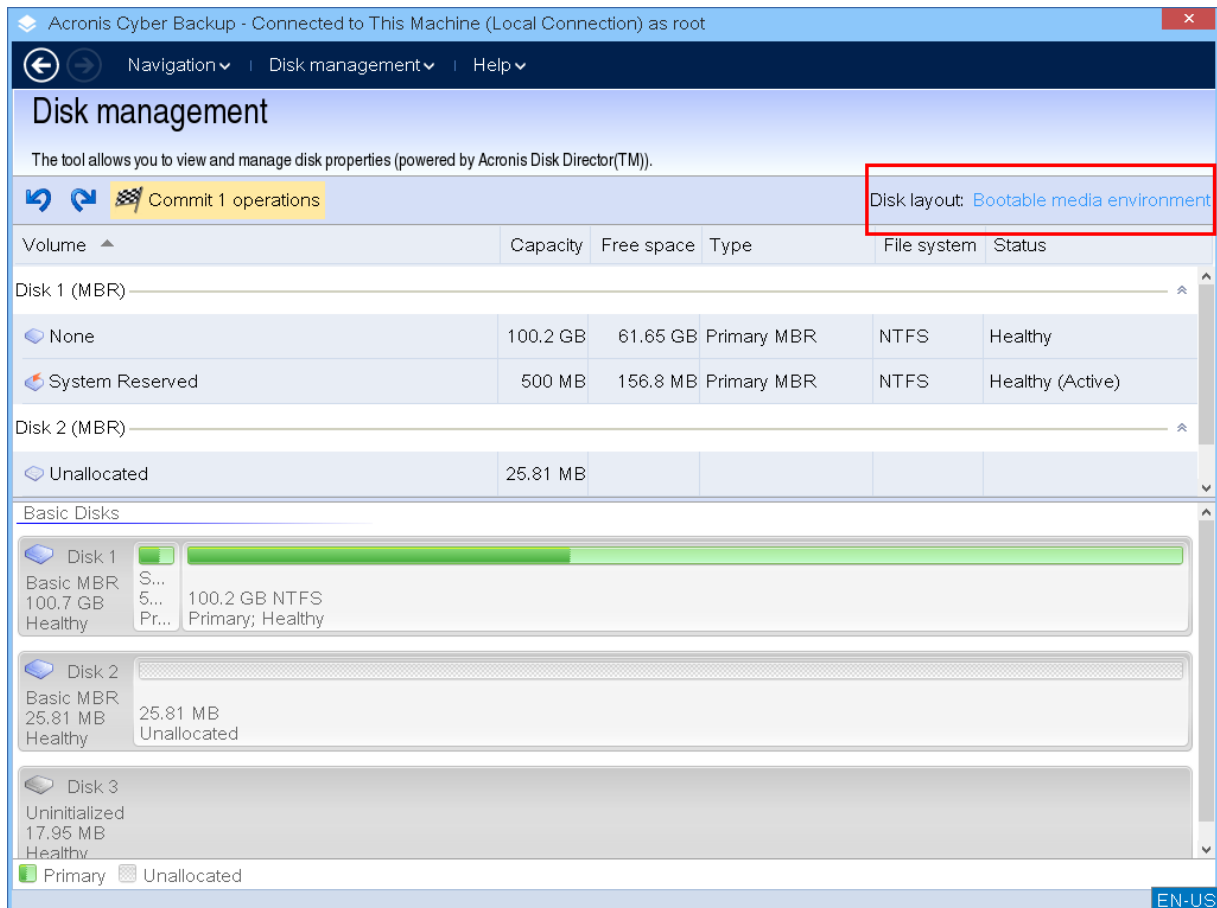 Acronis Cyber Backup - Connected to This Machine (Local Connection) as root
Navigation Disk management Help
Disk management
The tool allows you to view and manage disk properties (powered by Acronis Disk Director(TM)).
Commit 1 operations Disk layout: Bootable media environment
Volume Capacity Free space Type File system Status
Disk 1 (MBR)
None 100.2 GB 61.65 GB Primary MBR NTFS Healthy
System Reserved 500 MB 156.8 MB Primary MBR NTFS Healthy (Active)
Disk 2 (MBR)
Unallocated 25.81 MB
Basic Disks
Disk 1
Basic MBR
100.7 GB
Healthy
S...
5...
Pr...
100.2 GB NTFS
Primary; Healthy
Disk 2
Basic MBR
25.81 MB
Healthy
25.81 MB
Unallocated
Disk 3
Uninitialized
17.95 MB
Healthy
Primary Unallocated
EN-US